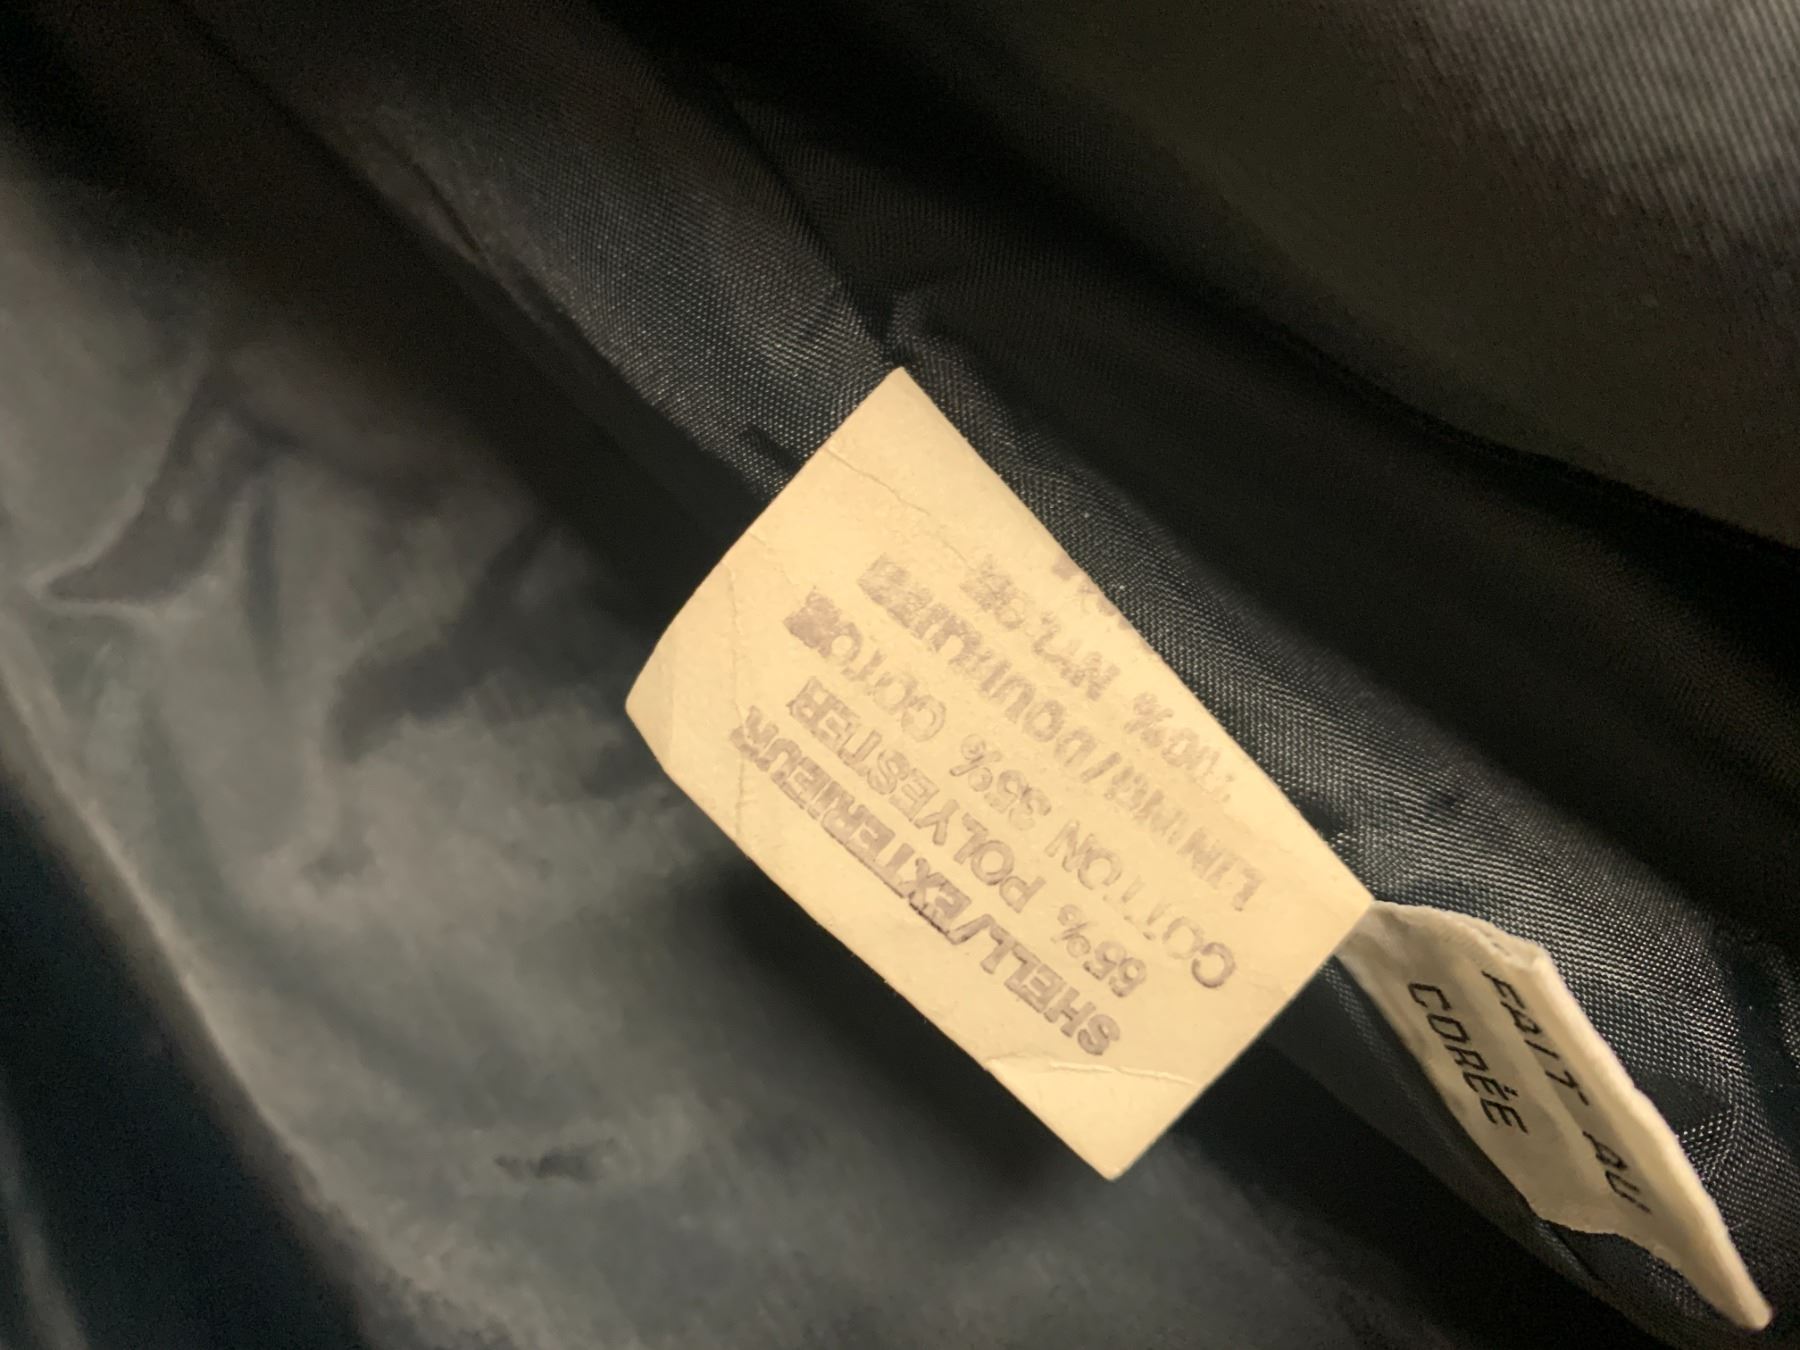 SHELL/EXTERIEUR
65% POLYESTER
COTTON 35% COTON
LINING/DOUBLURE
100% NYLON
FAIT AU
CORÉE